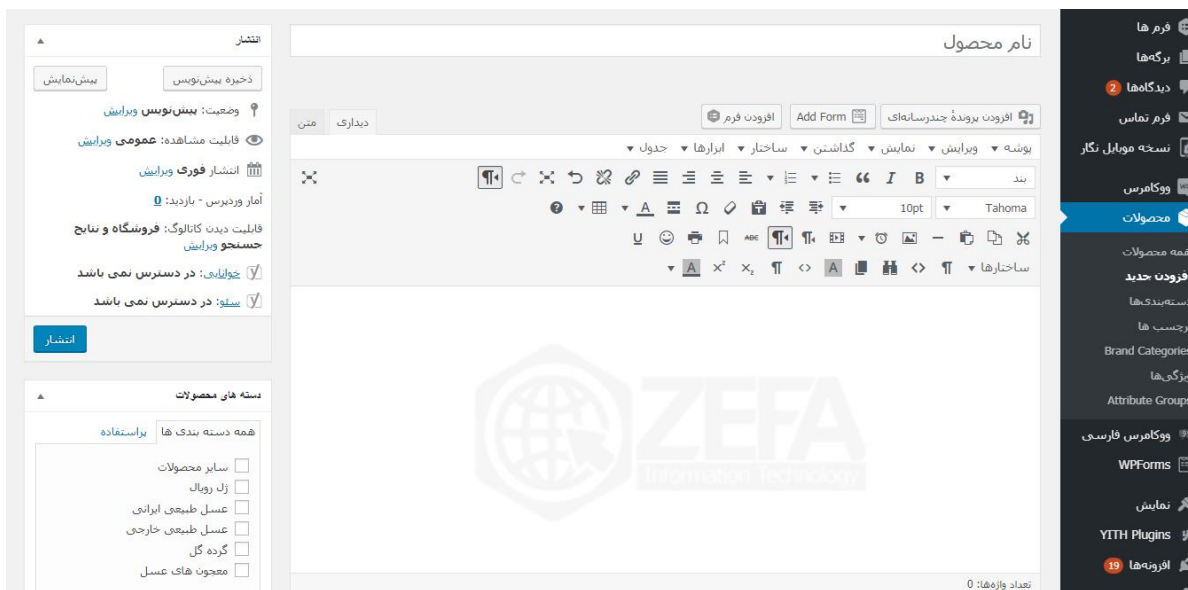 فرم ها
برگه‌ها
دیدگاه‌ها 2
فرم تماس
نسخه موبایل نگار
ووکامرس
محصولات
همه محصولات
افزودن جدید
دسته‌بندی‌ها
برچسب ها
Brand Categories
ویژگی‌ها
Attribute Groups
ووکامرس فارسی
WPForms
نمایش
YITH Plugins
افزونه‌ها 19
نام محصول
افزودن پروندهٔ چندرسانه‌ای
Add Form
افزودن فرم
دیداری
متن
پوشه ویرایش نمایش گذاشتن ساختار ابزارها جدول
بند
B I
Tahoma 10pt
A Ω
ABC U
ساختارها
A x₂ x² A
ZEFA
Information Technology
تعداد واژه‌ها: 0
انتشار
ذخیره پیش‌نویس
پیش‌نمایش
وضعیت: پیش‌نویس ویرایش
قابلیت مشاهده: عمومی ویرایش
انتشار فوری ویرایش
آمار وردپرس - بازدید: 0
قابلیت دیدن کاتالوگ: فروشگاه و نتایج
جستجو ویرایش
خوانایی: در دسترس نمی باشد
سئو: در دسترس نمی باشد
انتشار
دسته های محصولات
همه دسته بندی ها
پراستفاده
سایر محصولات
ژل رویال
عسل طبیعی ایرانی
عسل طبیعی خارجی
گرده گل
معجون های عسل